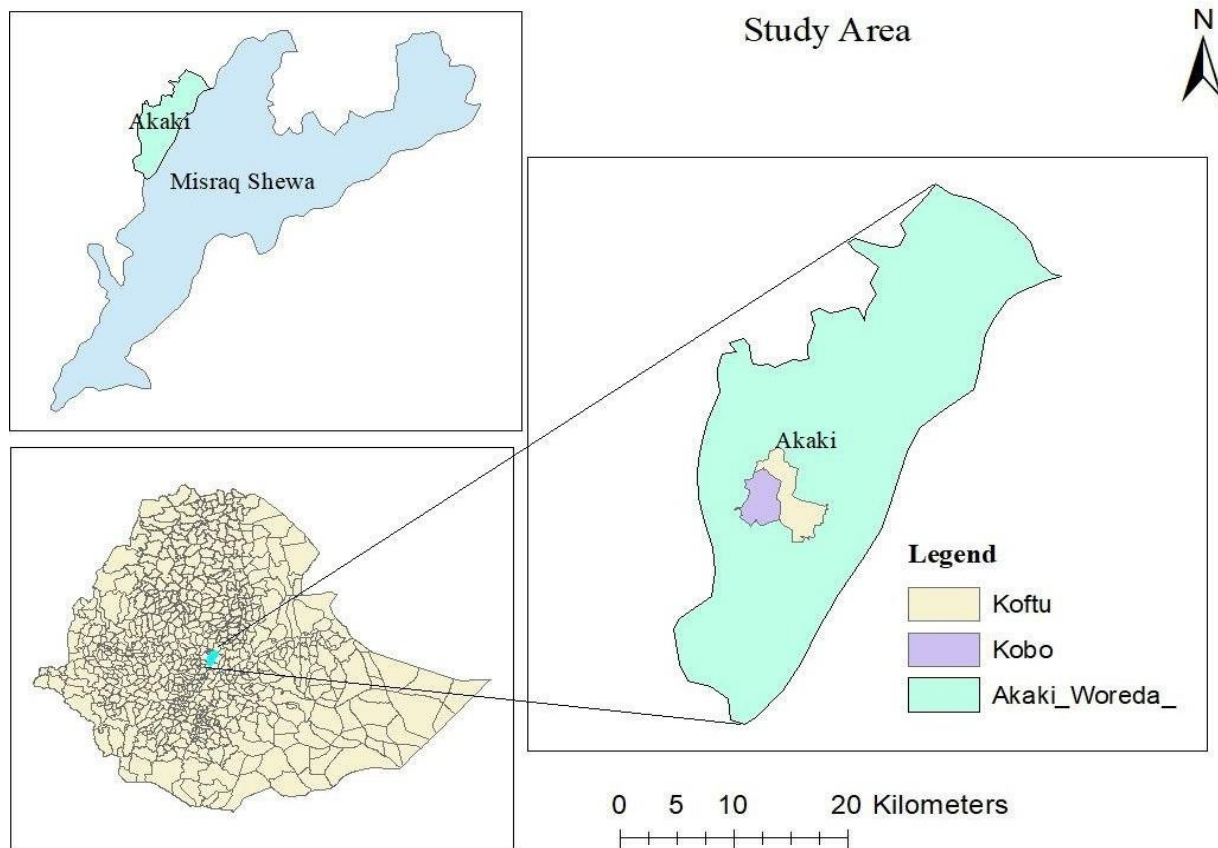 Study Area
N
Akaki
Misraq Shewa
Akaki
Legend
Koftu
Kobo
Akaki_Woreda_
0 5 10 20 Kilometers